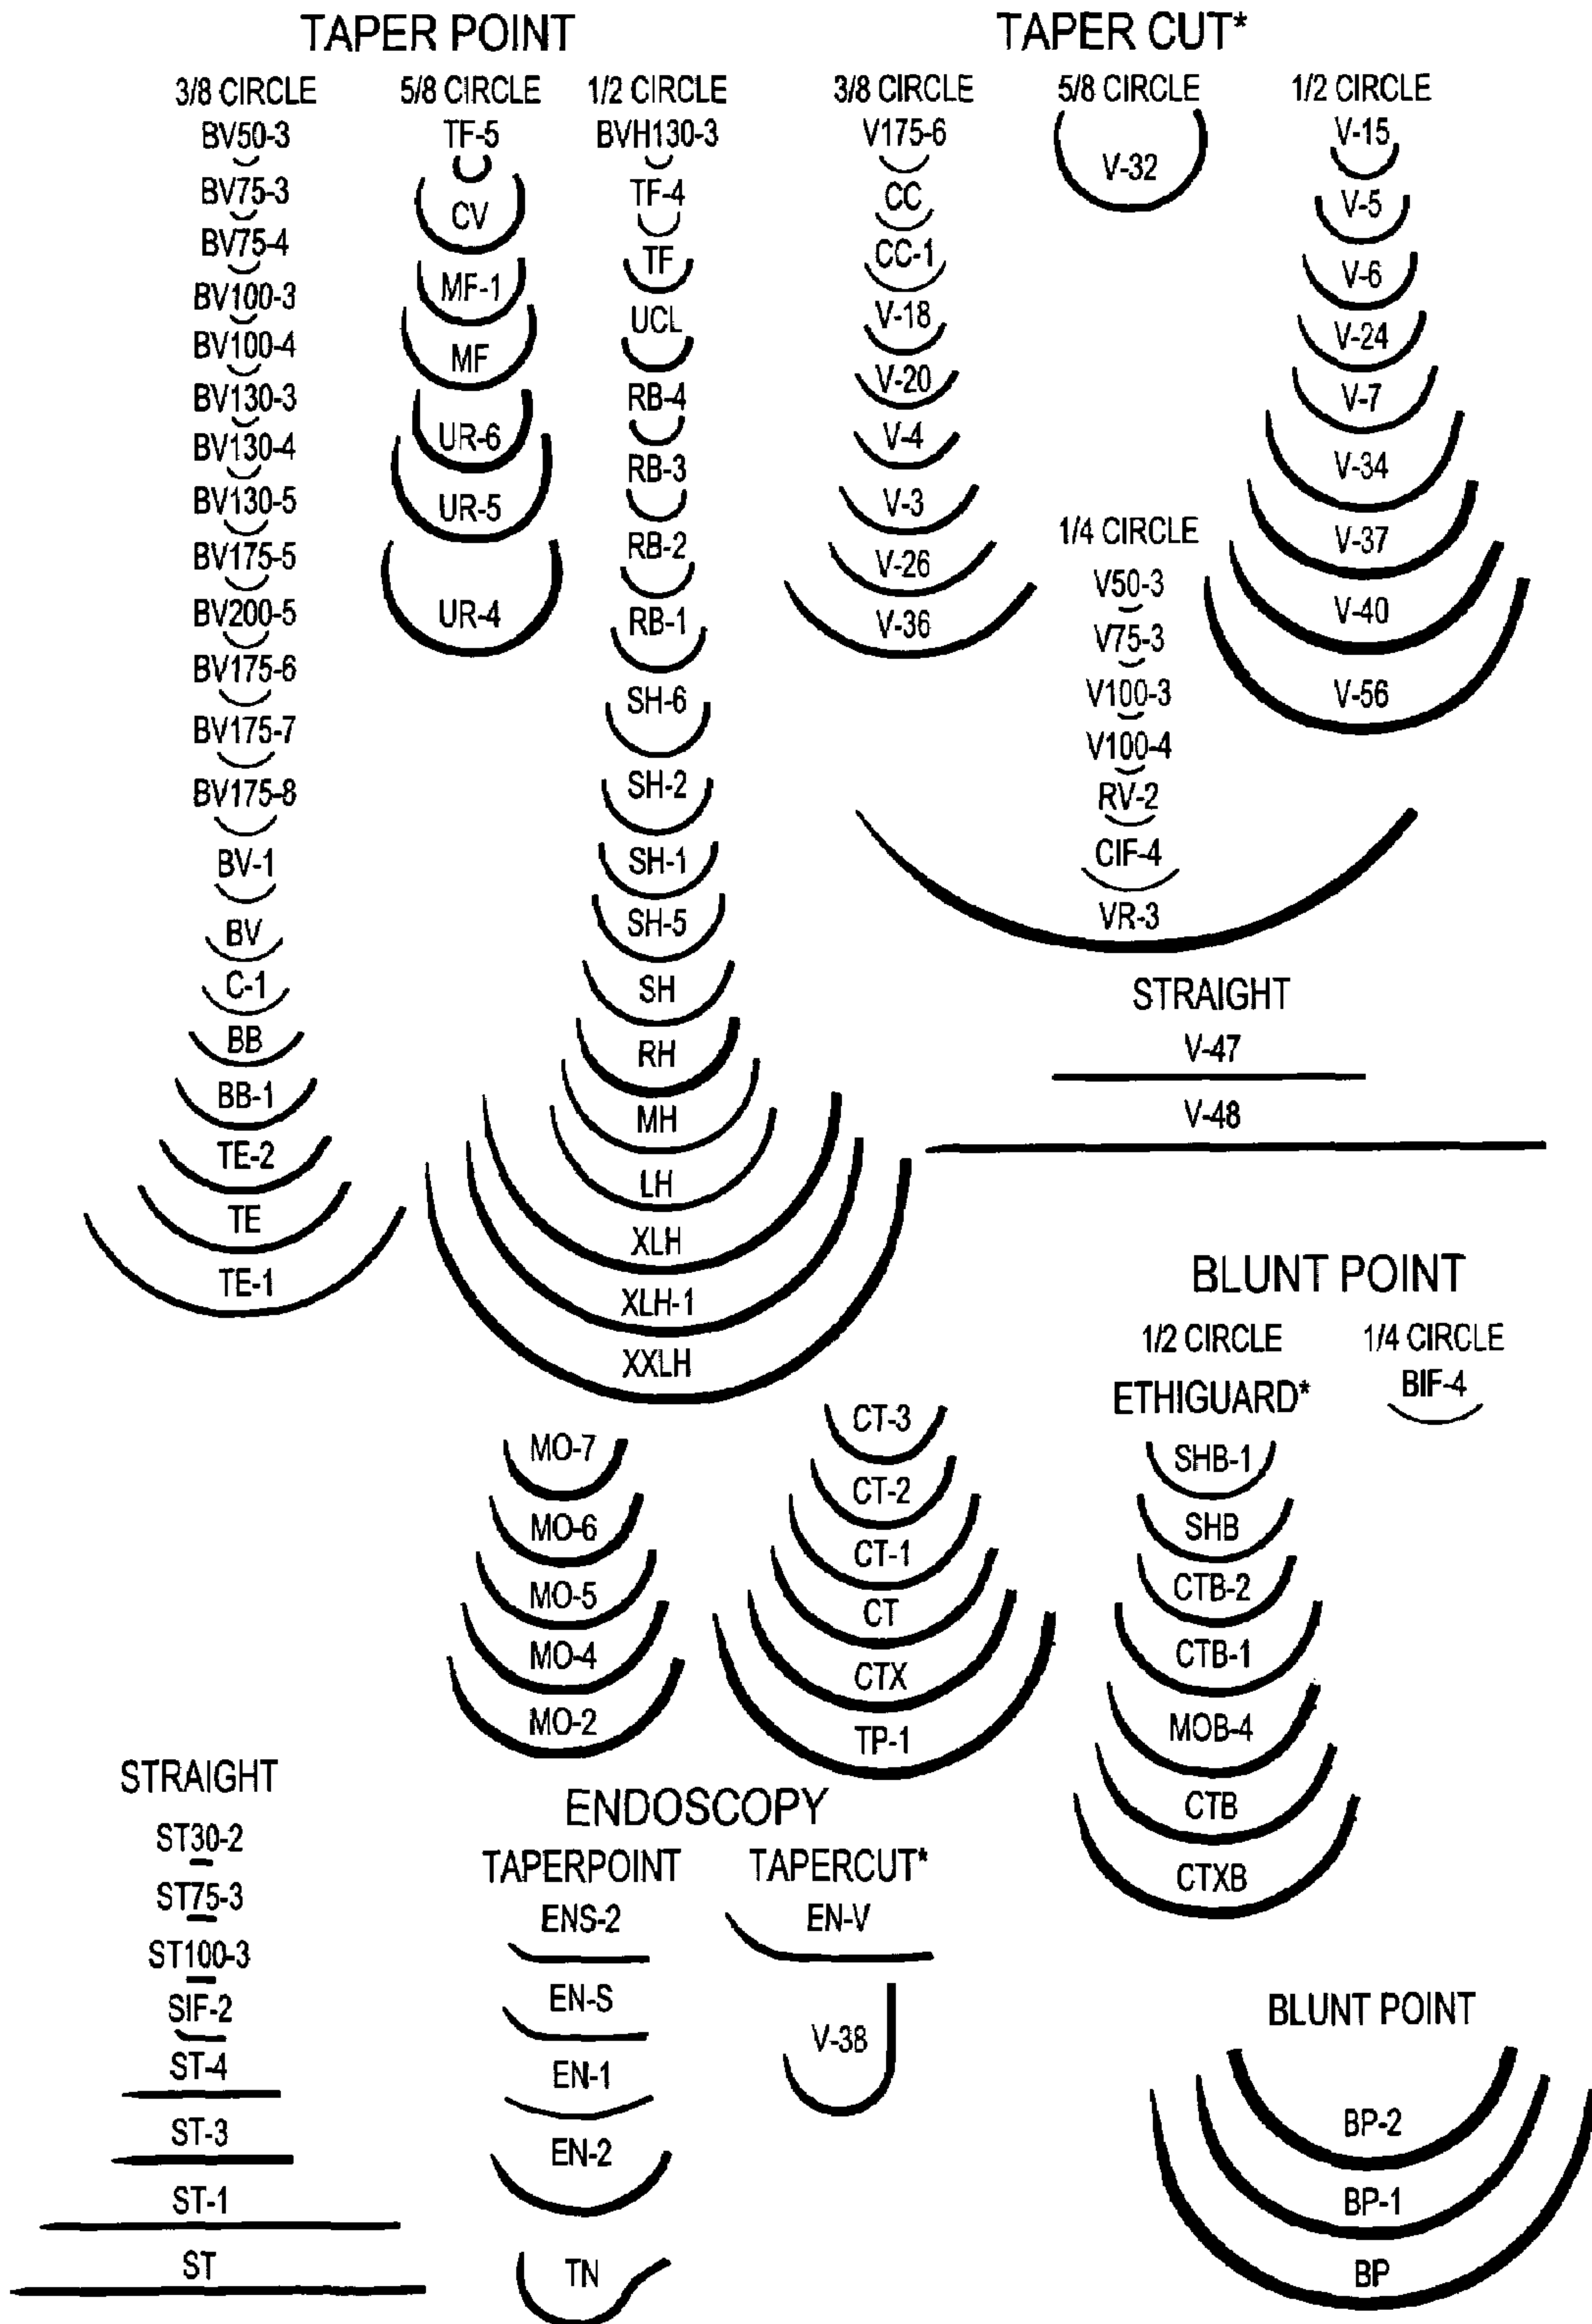 TAPER POINT
3/8 CIRCLE
BV50-3
BV75-3
BV75-4
BV100-3
BV100-4
BV130-3
BV130-4
BV130-5
BV175-5
BV200-5
BV175-6
BV175-7
BV175-8
BV-1
BV
C-1
BB
BB-1
TE-2
TE
TE-1
5/8 CIRCLE
TF-5
CV
MF-1
MF
UR-6
UR-5
UR-4
1/2 CIRCLE
BVH130-3
TF-4
TF
UCL
RB-4
RB-3
RB-2
RB-1
SH-6
SH-2
SH-1
SH-5
SH
RH
MH
LH
XLH
XLH-1
XXLH
MO-7
MO-6
MO-5
MO-4
MO-2
CT-3
CT-2
CT-1
CT
CTX
TP-1
TAPER CUT*
3/8 CIRCLE
V175-6
CC
CC-1
V-18
V-20
V-4
V-3
V-26
V-36
5/8 CIRCLE
V-32
1/4 CIRCLE
V50-3
V75-3
V100-3
V100-4
RV-2
CIF-4
VR-3
1/2 CIRCLE
V-15
V-5
V-6
V-24
V-7
V-34
V-37
V-40
V-56
STRAIGHT
V-47
V-48
BLUNT POINT
1/2 CIRCLE
ETHIGUARD*
SHB-1
SHB
CTB-2
CTB-1
MOB-4
CTB
CTXB
1/4 CIRCLE
BIF-4
STRAIGHT
ST30-2
ST75-3
ST100-3
SIF-2
ST-4
ST-3
ST-1
ST
ENDOSCOPY
TAPERPOINT
ENS-2
EN-S
EN-1
EN-2
TN
TAPERCUT*
EN-V
V-38
BLUNT POINT
BP-2
BP-1
BP